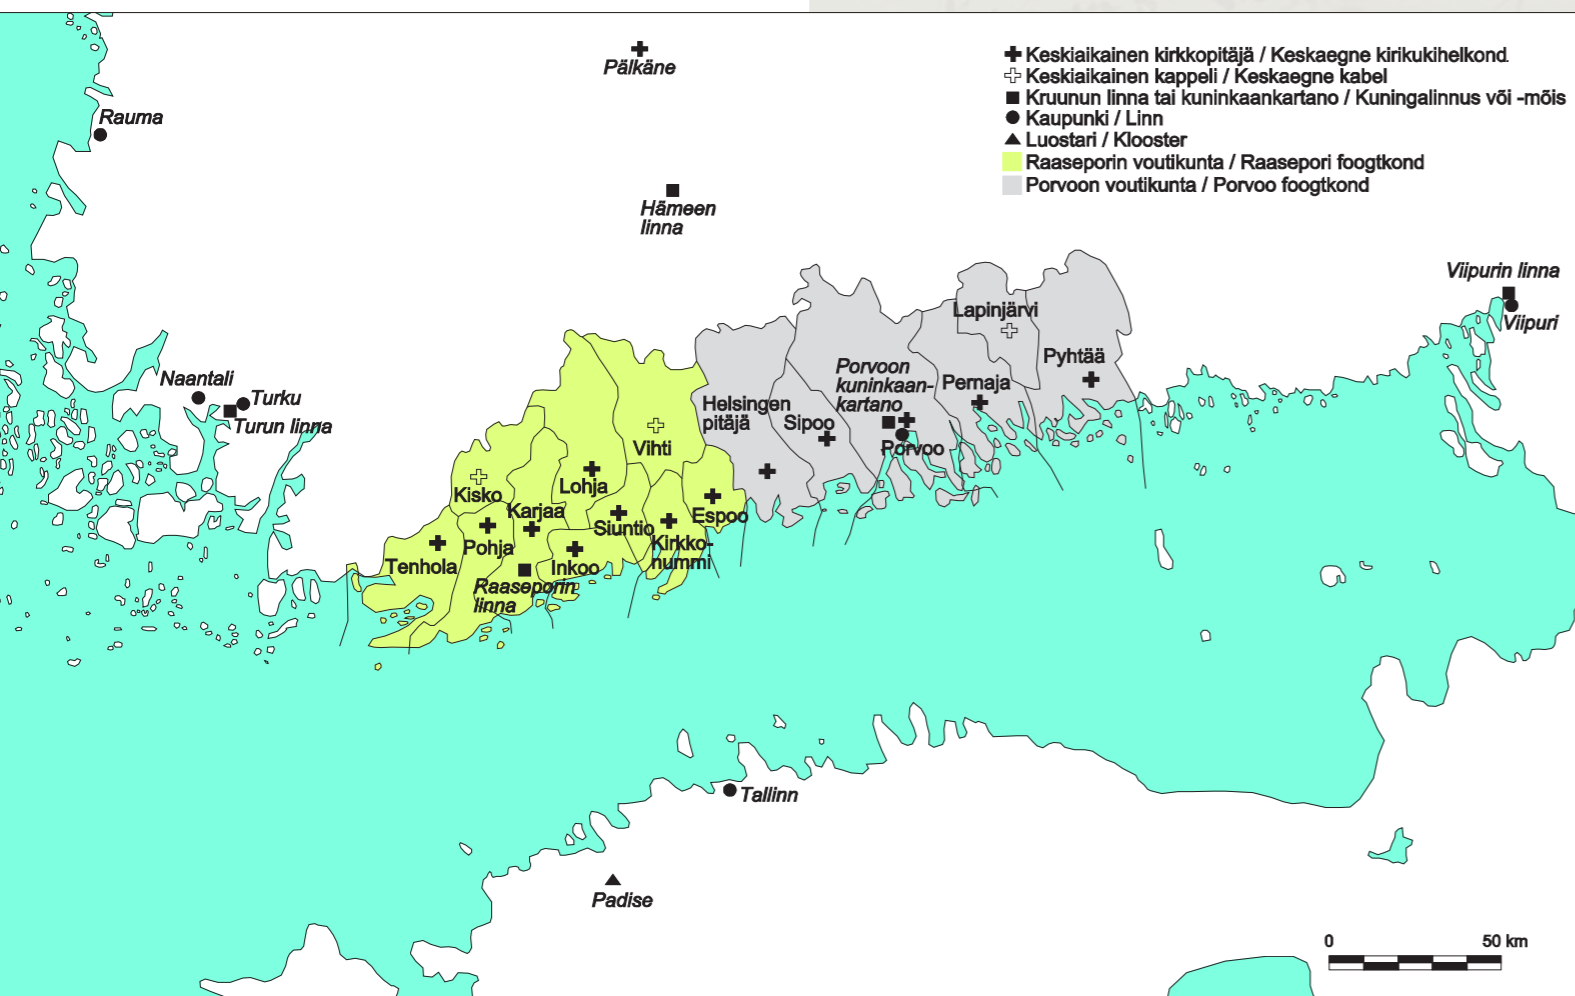 Pälkäne
Keskiaikainen kirkkopitäjä / Keskaegne kirikukihelkond
Keskiaikainen kappeli / Keskaegne kabel
Kruunun linna tai kuninkaankartano / Kuningalinnus või -mõis
Kaupunki / Linn
Luostari / Klooster
Raaseporin voutikunta / Raasepori foogtkond
Porvoon voutikunta / Porvoo foogtkond
Rauma
Hämeen
linna
Viipurin linna
Viipuri
Lapinjärvi
Pyhtää
Porvoon
kuninkaan-
kartano
Pernaja
Naantali
Turku
Turun linna
Helsingen
pitäjä
Sipoo
Porvoo
Vihti
Lohja
Kisko
Karjaa
Espoo
Siuntio
Pohja
Kirkko-
nummi
Tenhola
Inkoo
Raaseporin
linna
Tallinn
Padise
0 50 km